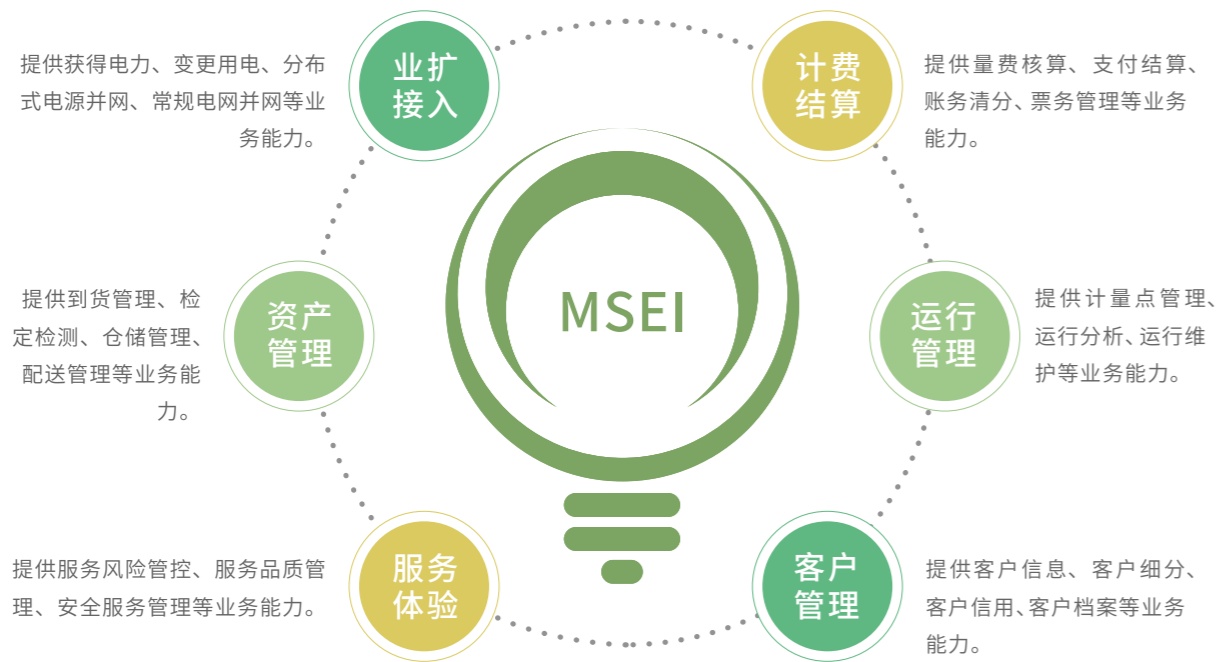 提供获得电力、变更用电、分布
式电源并网、常规电网并网等业
务能力。
业扩
接入
计费
结算
提供量费核算、支付结算、
账务清分、票务管理等业务
能力。
提供到货管理、检
定检测、仓储管理、
配送管理等业务能
力。
资产
管理
MSEI
运行
管理
提供计量点管理、
运行分析、运行维
护等业务能力。
提供服务风险管控、服务品质管
理、安全服务管理等业务能力。
服务
体验
客户
管理
提供客户信息、客户细分、
客户信用、客户档案等业务
能力。